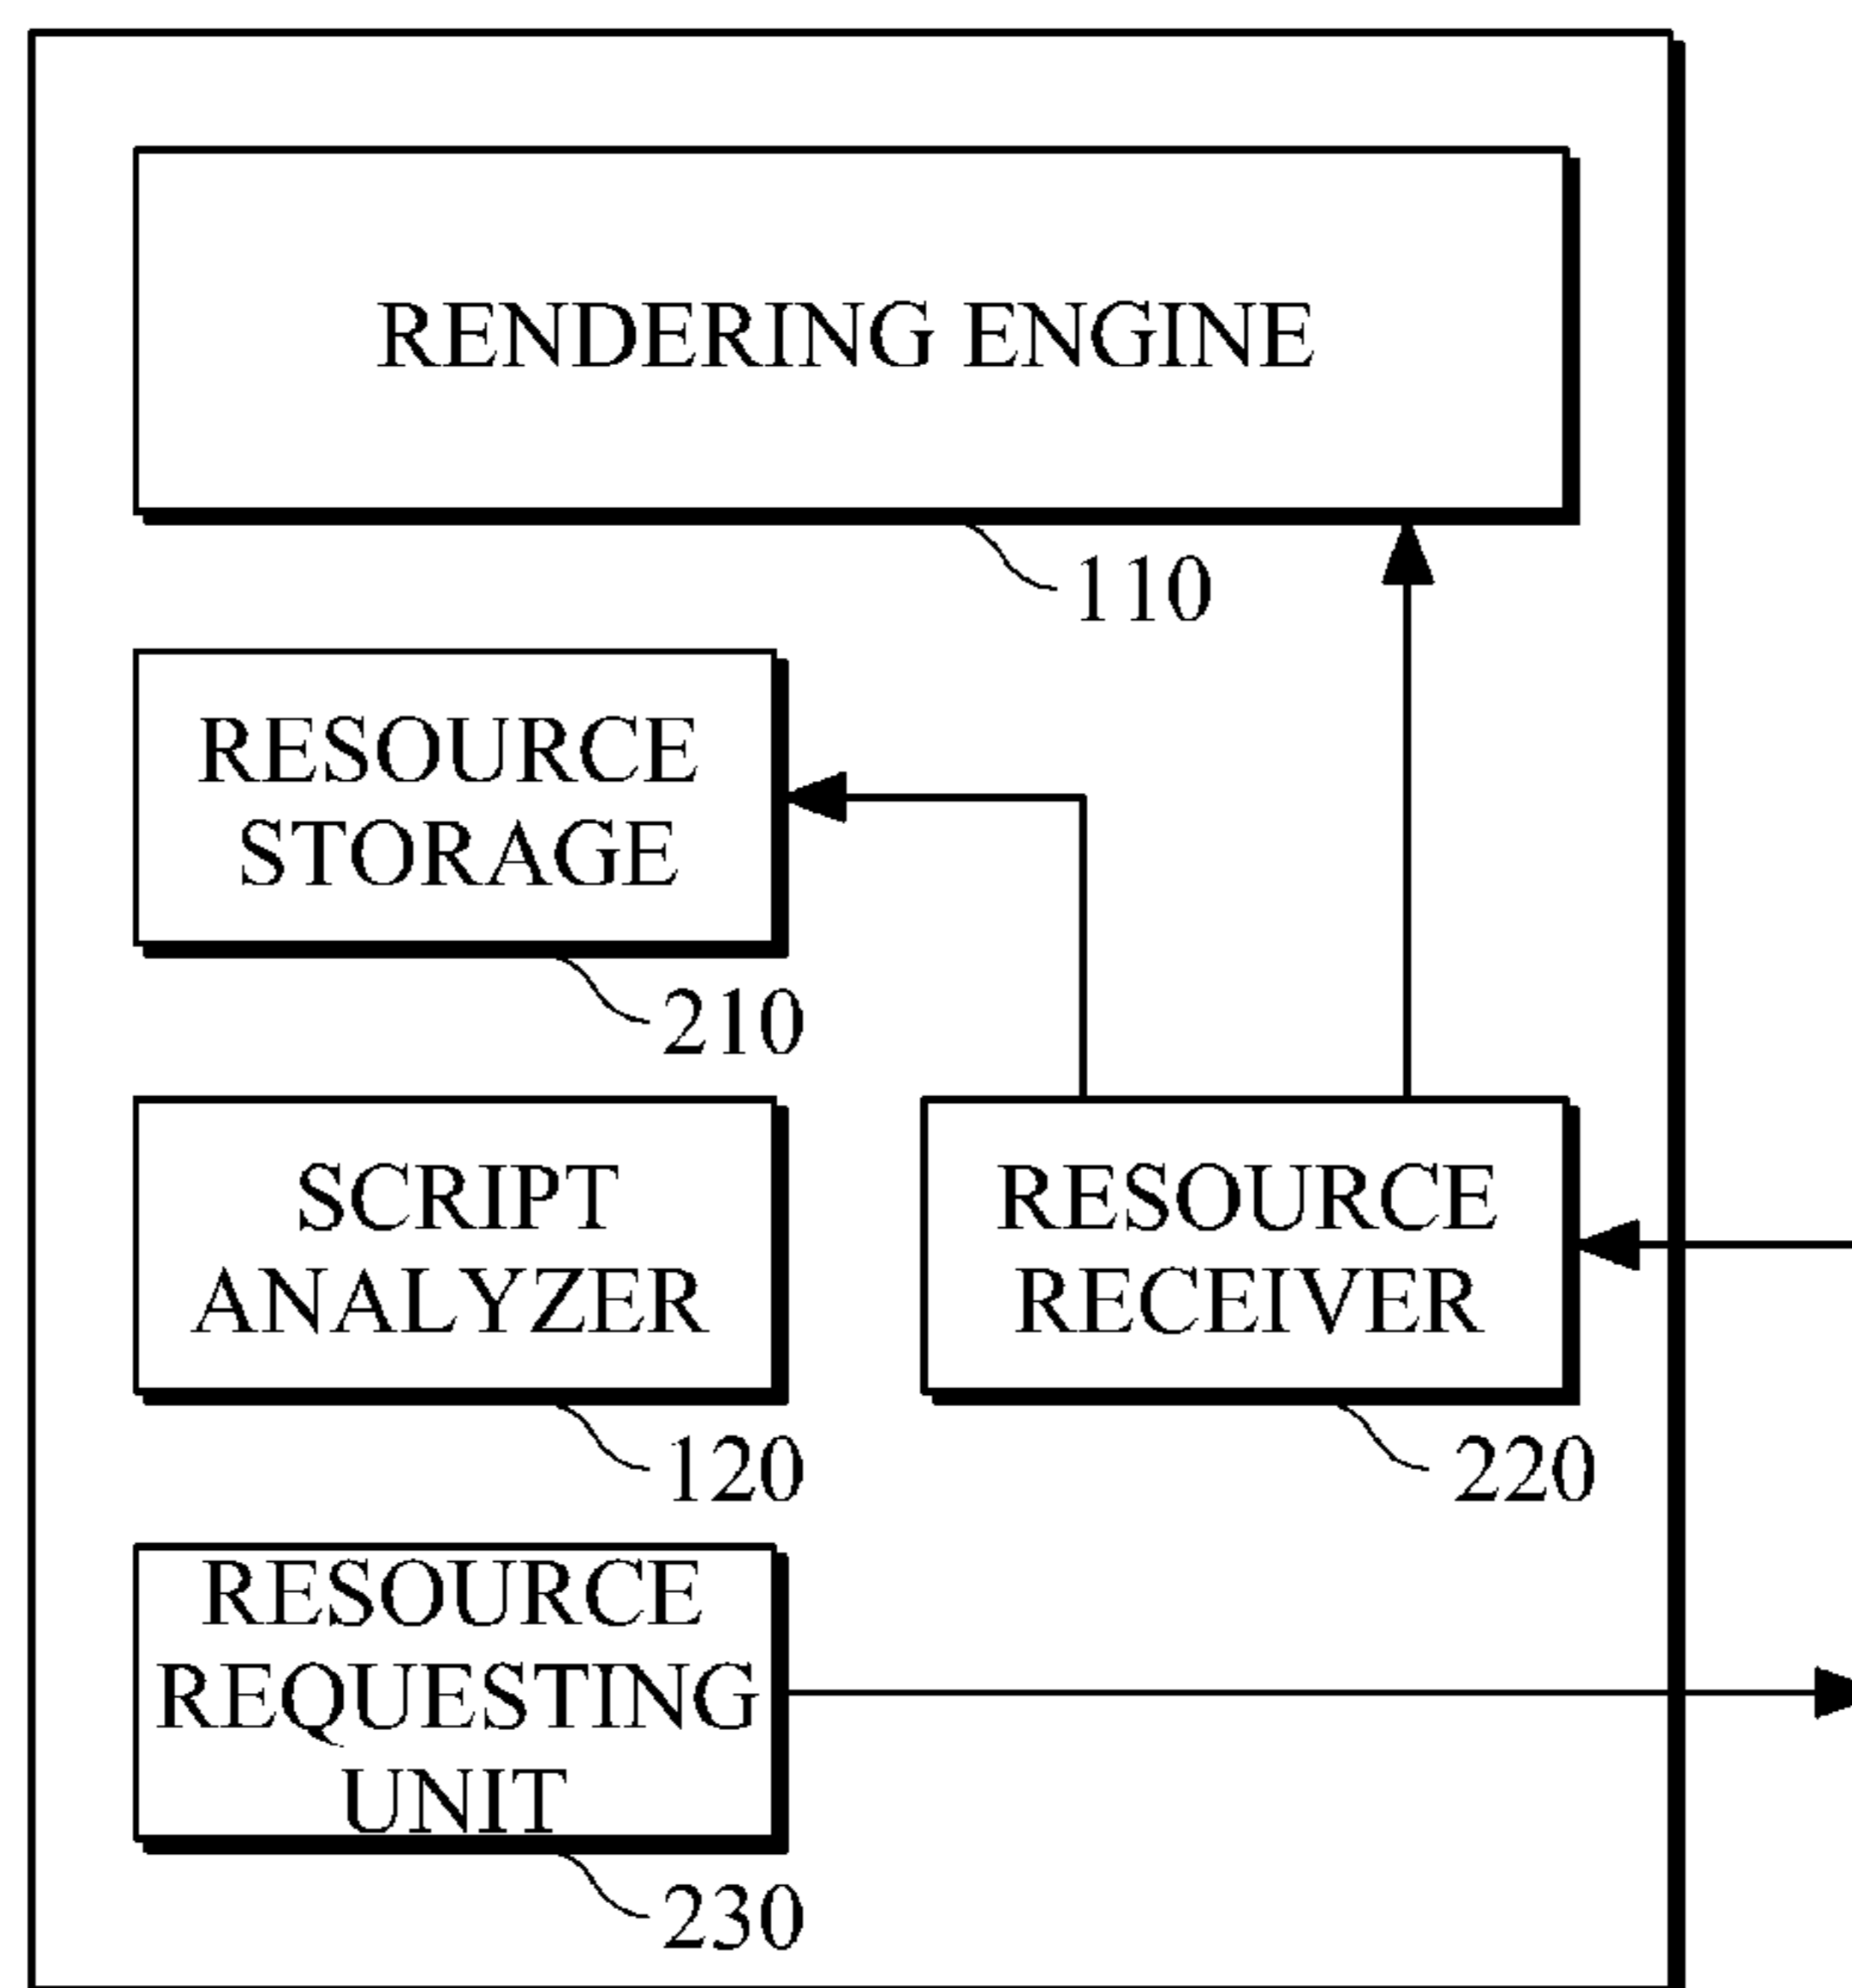 RENDERING ENGINE
110
RESOURCE
STORAGE
210
SCRIPT
ANALYZER
120
RESOURCE
RECEIVER
220
RESOURCE
REQUESTING
UNIT
230